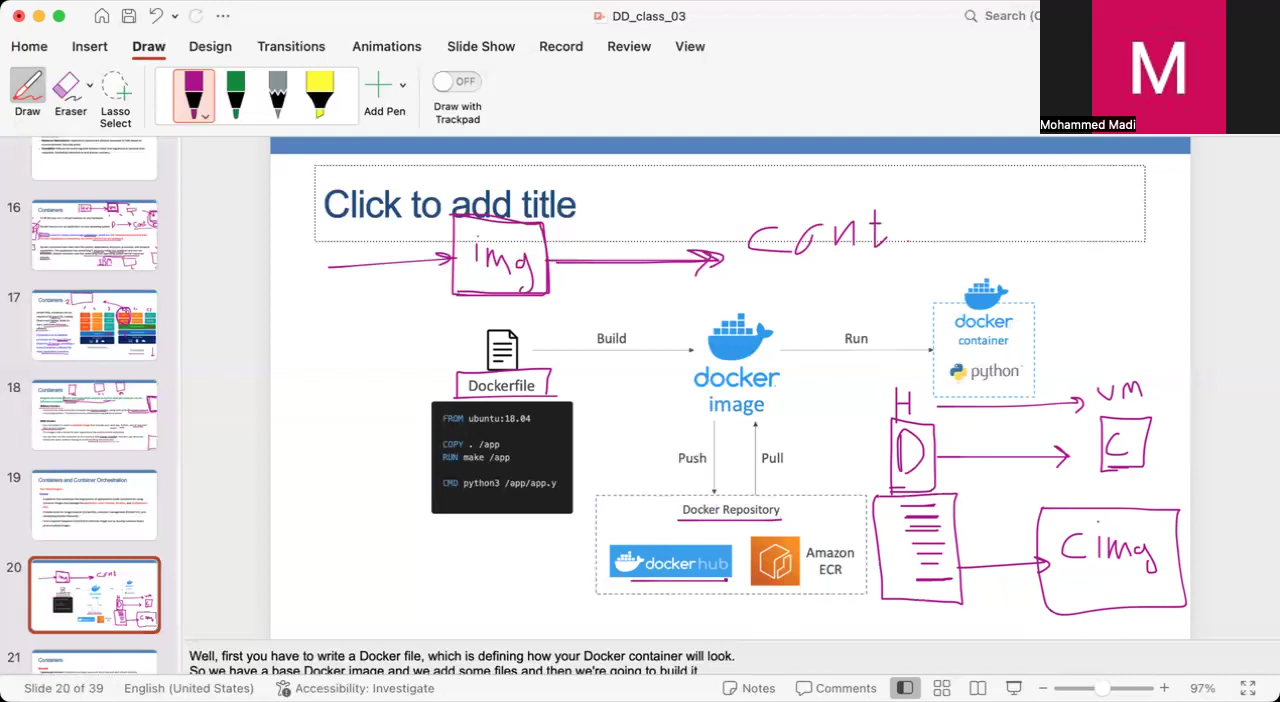 DD_class_03
Search (C
Home Insert Draw Design Transitions Animations Slide Show Record Review View
Draw
Eraser
Lasso
Select
Add Pen
OFF
Draw with
Trackpad
M
Mohammed Madi
16
Containers
17
Containers
18
19
Containers and Container Orchestration
20
21
Containers
Click to add title
img
cont
Dockerfile
FROM ubuntu:18.04
COPY . /app
RUN make /app
CMD python3 /app/app.y
Build
docker
image
Run
docker
container
python
Push
Pull
Docker Repository
dockerhub
Amazon
ECR
H
VM
D
C
Cimg
Well, first you have to write a Docker file, which is defining how your Docker container will look.
So we have a base Docker image and we add some files and then we're going to build it
Slide 20 of 39 English (United States) Accessibility: Investigate Notes Comments 97%